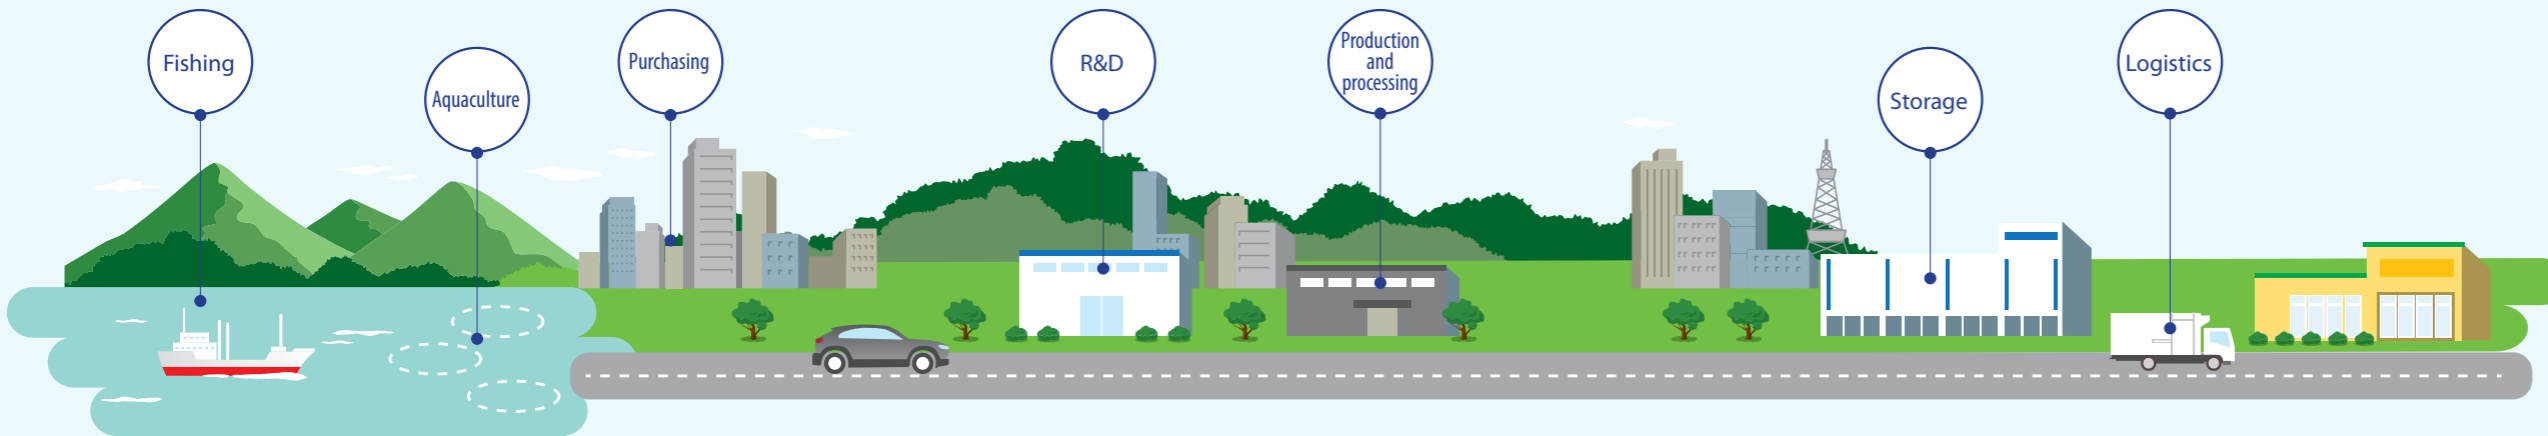 Fishing
Aquaculture
Purchasing
R&D
Production
and
processing
Storage
Logistics